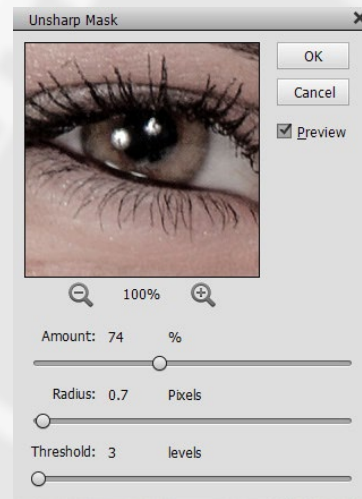 Unsharp Mask
OK
Cancel
Preview
100%
Amount: 74 %
Radius: 0.7 Pixels
Threshold: 3 levels